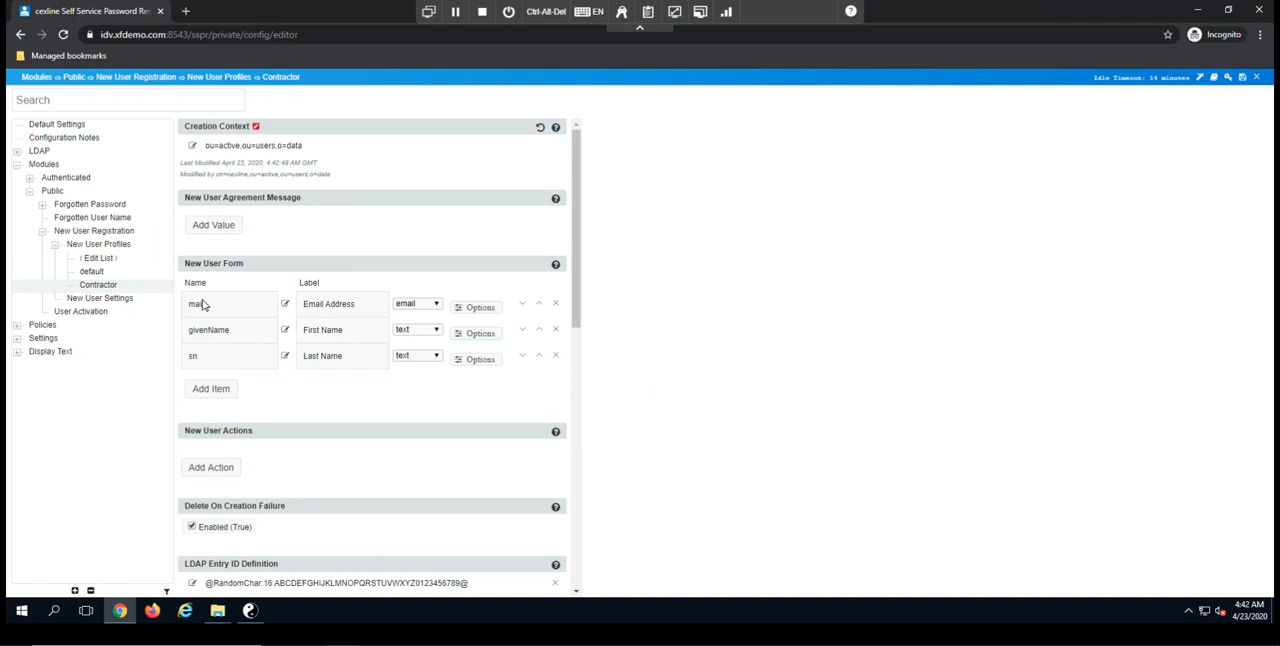 cexline Self Service Password Res
Ctrl-Alt-Del
EN
idv.xfdemo.com:8543/sspr/private/config/editor
Incognito
Managed bookmarks
Modules ⇨ Public ⇨ New User Registration ⇨ New User Profiles ⇨ Contractor
Idle Timeout: 14 minutes
Search
Default Settings
Configuration Notes
LDAP
Modules
Authenticated
Public
Forgotten Password
Forgotten User Name
New User Registration
New User Profiles
( Edit List )
default
Contractor
New User Settings
User Activation
Policies
Settings
Display Text
Creation Context
ou=active,ou=users,o=data
Last Modified April 23, 2020, 4:42:48 AM GMT
Modified by cn=cexline,ou=active,ou=users,o=data
New User Agreement Message
Add Value
New User Form
Name Label
mail Email Address email Options
givenName First Name text Options
sn Last Name text Options
Add Item
New User Actions
Add Action
Delete On Creation Failure
Enabled (True)
LDAP Entry ID Definition
@RandomChar:16:ABCDEFGHIJKLMNOPQRSTUVWXYZ0123456789@
4:42 AM
4/23/2020